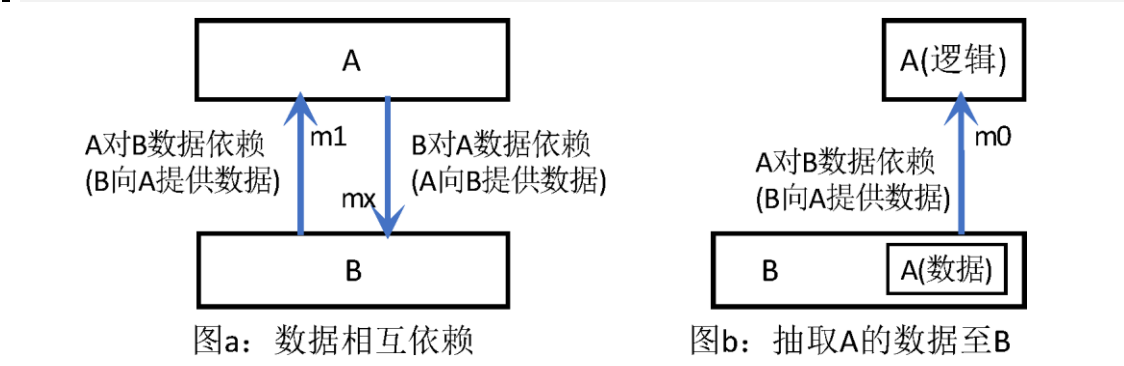 A
A对B数据依赖
(B向A提供数据)
m1
B对A数据依赖
(A向B提供数据)
mx
B
图a：数据相互依赖
A(逻辑)
m0
A对B数据依赖
(B向A提供数据)
B
A(数据)
图b：抽取A的数据至B